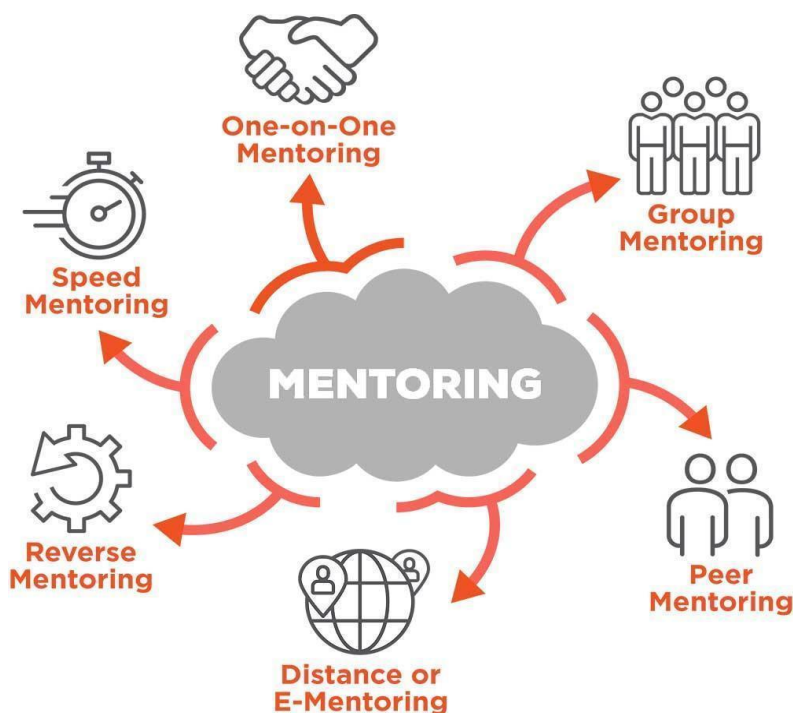 One-on-One
Mentoring
Group
Mentoring
Speed
Mentoring
MENTORING
Reverse
Mentoring
Peer
Mentoring
Distance or
E-Mentoring